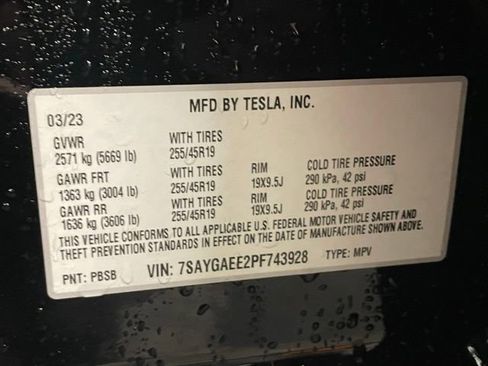 MFD BY TESLA, INC.
03/23
GVWR WITH TIRES
2571 kg (5669 lb) 255/45R19
GAWR FRT WITH TIRES RIM COLD TIRE PRESSURE
1363 kg (3004 lb) 255/45R19 19X9.5J 290 kPa, 42 psi
GAWR RR WITH TIRES RIM COLD TIRE PRESSURE
1636 kg (3606 lb) 255/45R19 19X9.5J 290 kPa, 42 psi
THIS VEHICLE CONFORMS TO ALL APPLICABLE U.S. FEDERAL MOTOR VEHICLE SAFETY AND
THEFT PREVENTION STANDARDS IN EFFECT ON THE DATE OF MANUFACTURE SHOWN ABOVE.
PNT: PBSB VIN: 7SAYGAEE2PF743928 TYPE: MPV